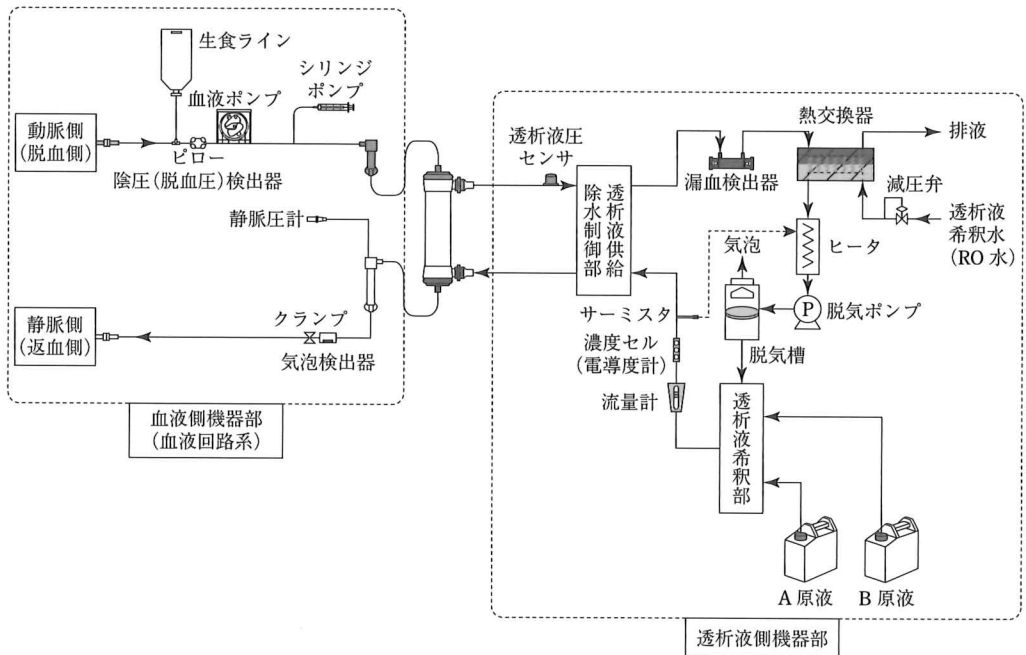 生食ライン
シリンジ
ポンプ
血液ポンプ
動脈側
(脱血側)
ピロー
陰圧(脱血圧)検出器
静脈圧計
静脈側
(返血側)
クランプ
気泡検出器
血液側機器部
(血液回路系)
透析液圧
センサ
透析液供給
除水制御部
漏血検出器
熱交換器
排液
減圧弁
透析液
希釈水
(RO水)
ヒータ
気泡
P
脱気ポンプ
脱気槽
サーミスタ
濃度セル
(電導度計)
流量計
透析液希釈部
A原液
B原液
透析液側機器部